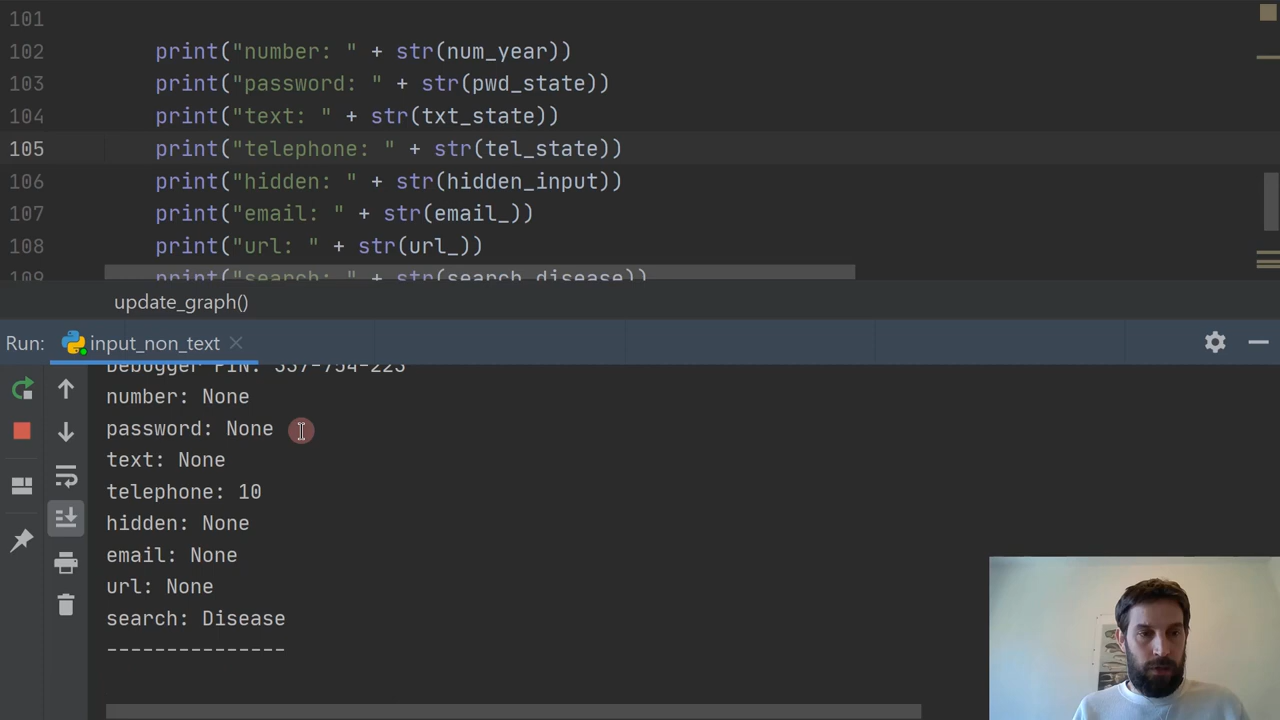 101
102 print("number: " + str(num_year))
103 print("password: " + str(pwd_state))
104 print("text: " + str(txt_state))
105 print("telephone: " + str(tel_state))
106 print("hidden: " + str(hidden_input))
107 print("email: " + str(email_))
108 print("url: " + str(url_))
109 print("search: " + str(search_disease))
update_graph()
Run: input_non_text
Debugger PIN: 337-754-223
number: None
password: None
text: None
telephone: 10
hidden: None
email: None
url: None
search: Disease
---------------